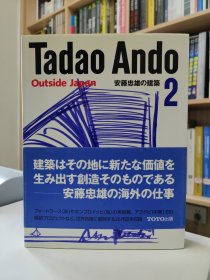 Tadao Ando
Outside Japan
安藤忠雄の建築
2
建築はその地に新たな価値を
生み出す創造そのものである
安藤忠雄の海外の仕事
TOTO出版